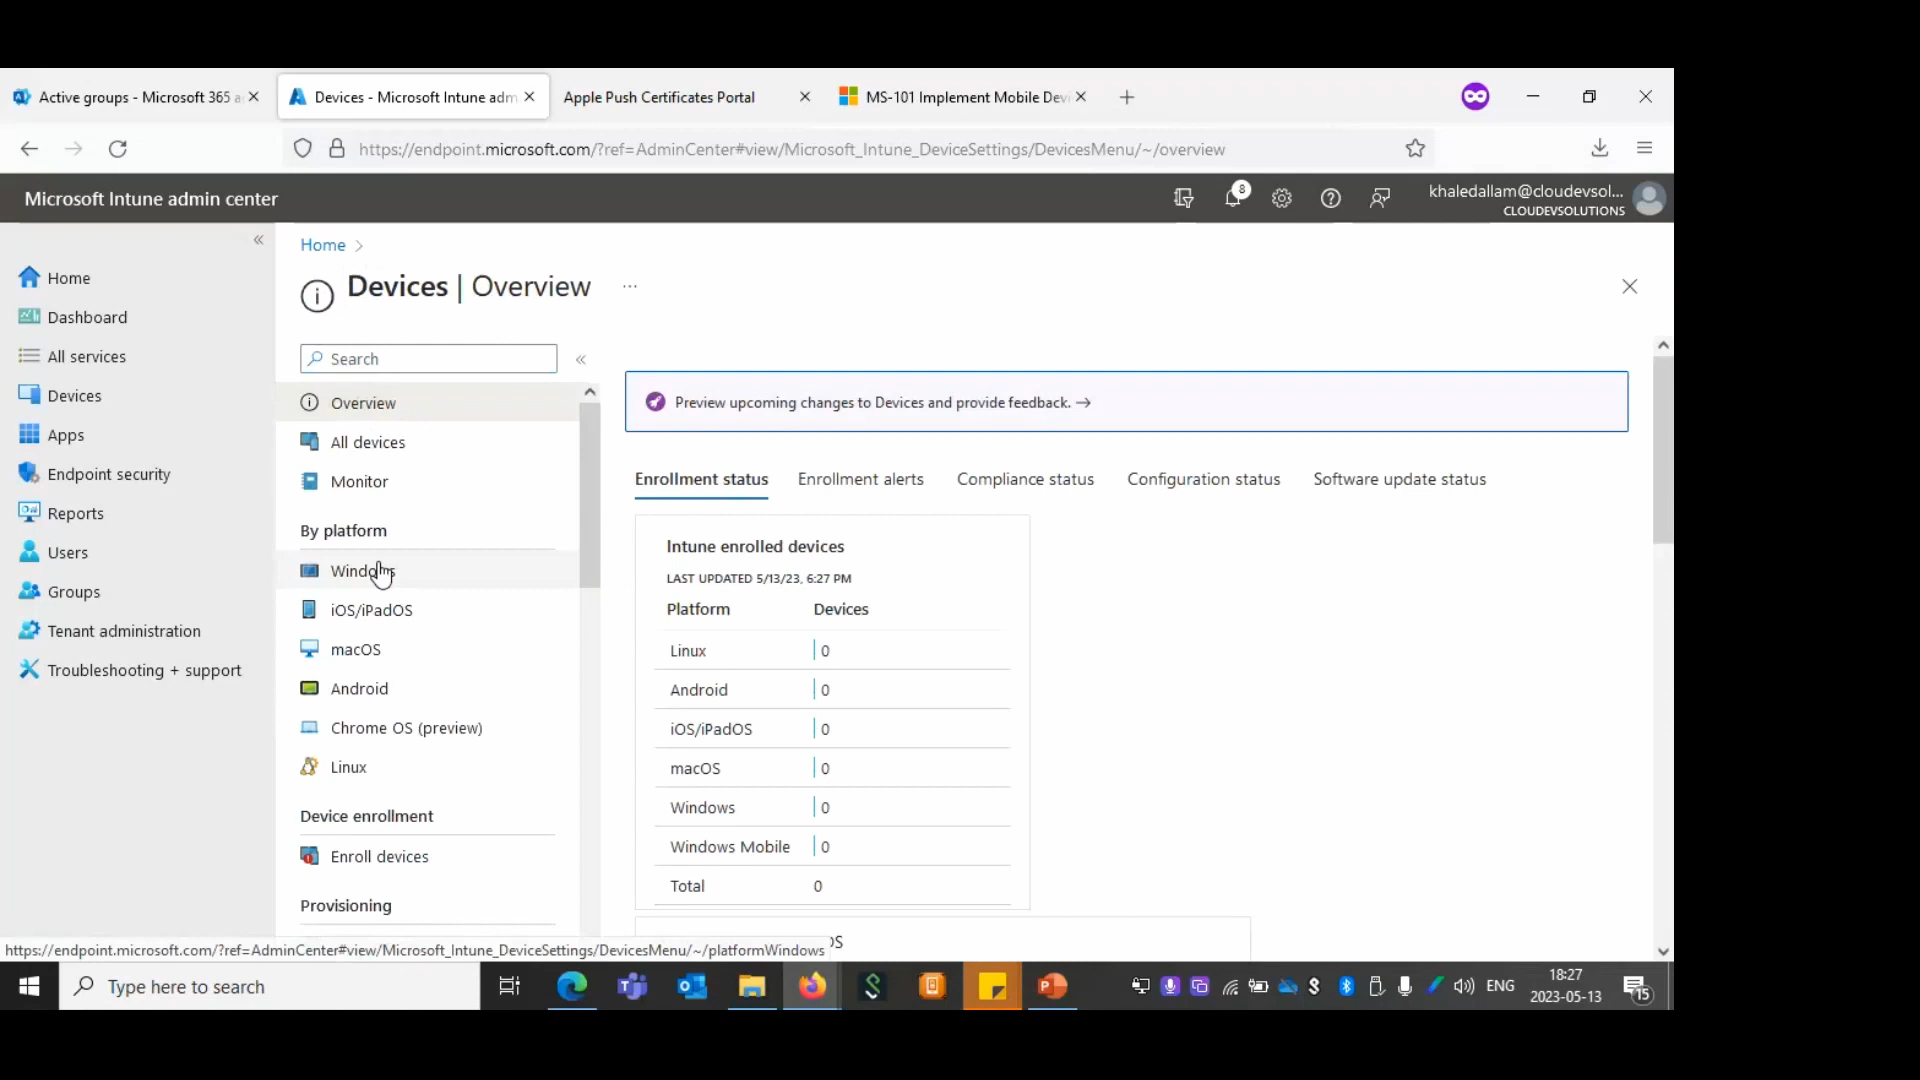 Active groups - Microsoft 365 a
Devices - Microsoft Intune adm
Apple Push Certificates Portal
MS-101 Implement Mobile Devi
https://endpoint.microsoft.com/?ref=AdminCenter#view/Microsoft_Intune_DeviceSettings/DevicesMenu/~/overview
Microsoft Intune admin center
8
khaledallam@cloudevsol...
CLOUDEVSOLUTIONS
Home
Dashboard
All services
Devices
Apps
Endpoint security
Reports
Users
Groups
Tenant administration
Troubleshooting + support
Home >
Devices | Overview ...
Search
Overview
All devices
Monitor
By platform
Windows
iOS/iPadOS
macOS
Android
Chrome OS (preview)
Linux
Device enrollment
Enroll devices
Provisioning
Preview upcoming changes to Devices and provide feedback. →
Enrollment status Enrollment alerts Compliance status Configuration status Software update status
Intune enrolled devices
LAST UPDATED 5/13/23, 6:27 PM
Platform Devices
Linux 0
Android 0
iOS/iPadOS 0
macOS 0
Windows 0
Windows Mobile 0
Total 0
OS
https://endpoint.microsoft.com/?ref=AdminCenter#view/Microsoft_Intune_DeviceSettings/DevicesMenu/~/platformWindows
Type here to search
ENG
18:27
2023-05-13
15